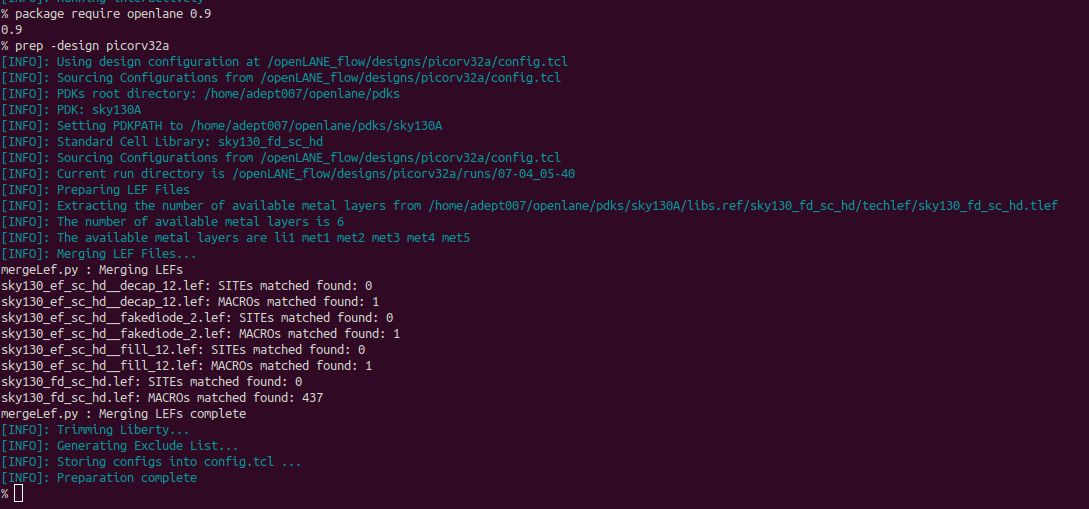 [INFO]: Running interactively
% package require openlane 0.9
0.9
% prep -design picorv32a
[INFO]: Using design configuration at /openLANE_flow/designs/picorv32a/config.tcl
[INFO]: Sourcing Configurations from /openLANE_flow/designs/picorv32a/config.tcl
[INFO]: PDKs root directory: /home/adept007/openlane/pdks
[INFO]: PDK: sky130A
[INFO]: Setting PDKPATH to /home/adept007/openlane/pdks/sky130A
[INFO]: Standard Cell Library: sky130_fd_sc_hd
[INFO]: Sourcing Configurations from /openLANE_flow/designs/picorv32a/config.tcl
[INFO]: Current run directory is /openLANE_flow/designs/picorv32a/runs/07-04_05-40
[INFO]: Preparing LEF Files
[INFO]: Extracting the number of available metal layers from /home/adept007/openlane/pdks/sky130A/libs.ref/sky130_fd_sc_hd/techlef/sky130_fd_sc_hd.tlef
[INFO]: The number of available metal layers is 6
[INFO]: The available metal layers are li1 met1 met2 met3 met4 met5
[INFO]: Merging LEF Files...
mergeLef.py : Merging LEFs
sky130_ef_sc_hd__decap_12.lef: SITEs matched found: 0
sky130_ef_sc_hd__decap_12.lef: MACROs matched found: 1
sky130_ef_sc_hd__fakediode_2.lef: SITEs matched found: 0
sky130_ef_sc_hd__fakediode_2.lef: MACROs matched found: 1
sky130_ef_sc_hd__fill_12.lef: SITEs matched found: 0
sky130_ef_sc_hd__fill_12.lef: MACROs matched found: 1
sky130_fd_sc_hd.lef: SITEs matched found: 0
sky130_fd_sc_hd.lef: MACROs matched found: 437
mergeLef.py : Merging LEFs complete
[INFO]: Trimming Liberty...
[INFO]: Generating Exclude List...
[INFO]: Storing configs into config.tcl ...
[INFO]: Preparation complete
%